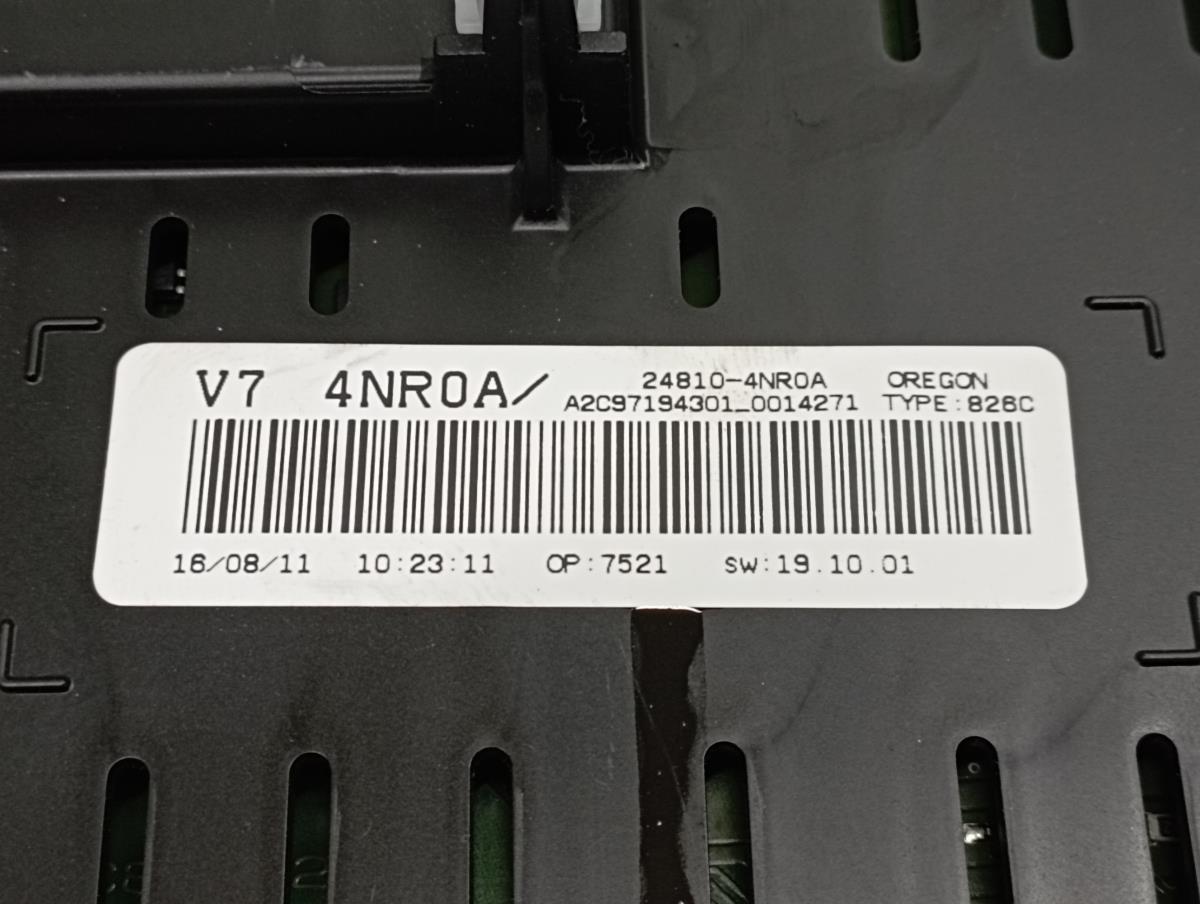 V7 4NR0A/
24810-4NR0A OREGON
A2C97194301_0014271 TYPE:826C
16/08/11 10:23:11 OP:7521 SW:19.10.01